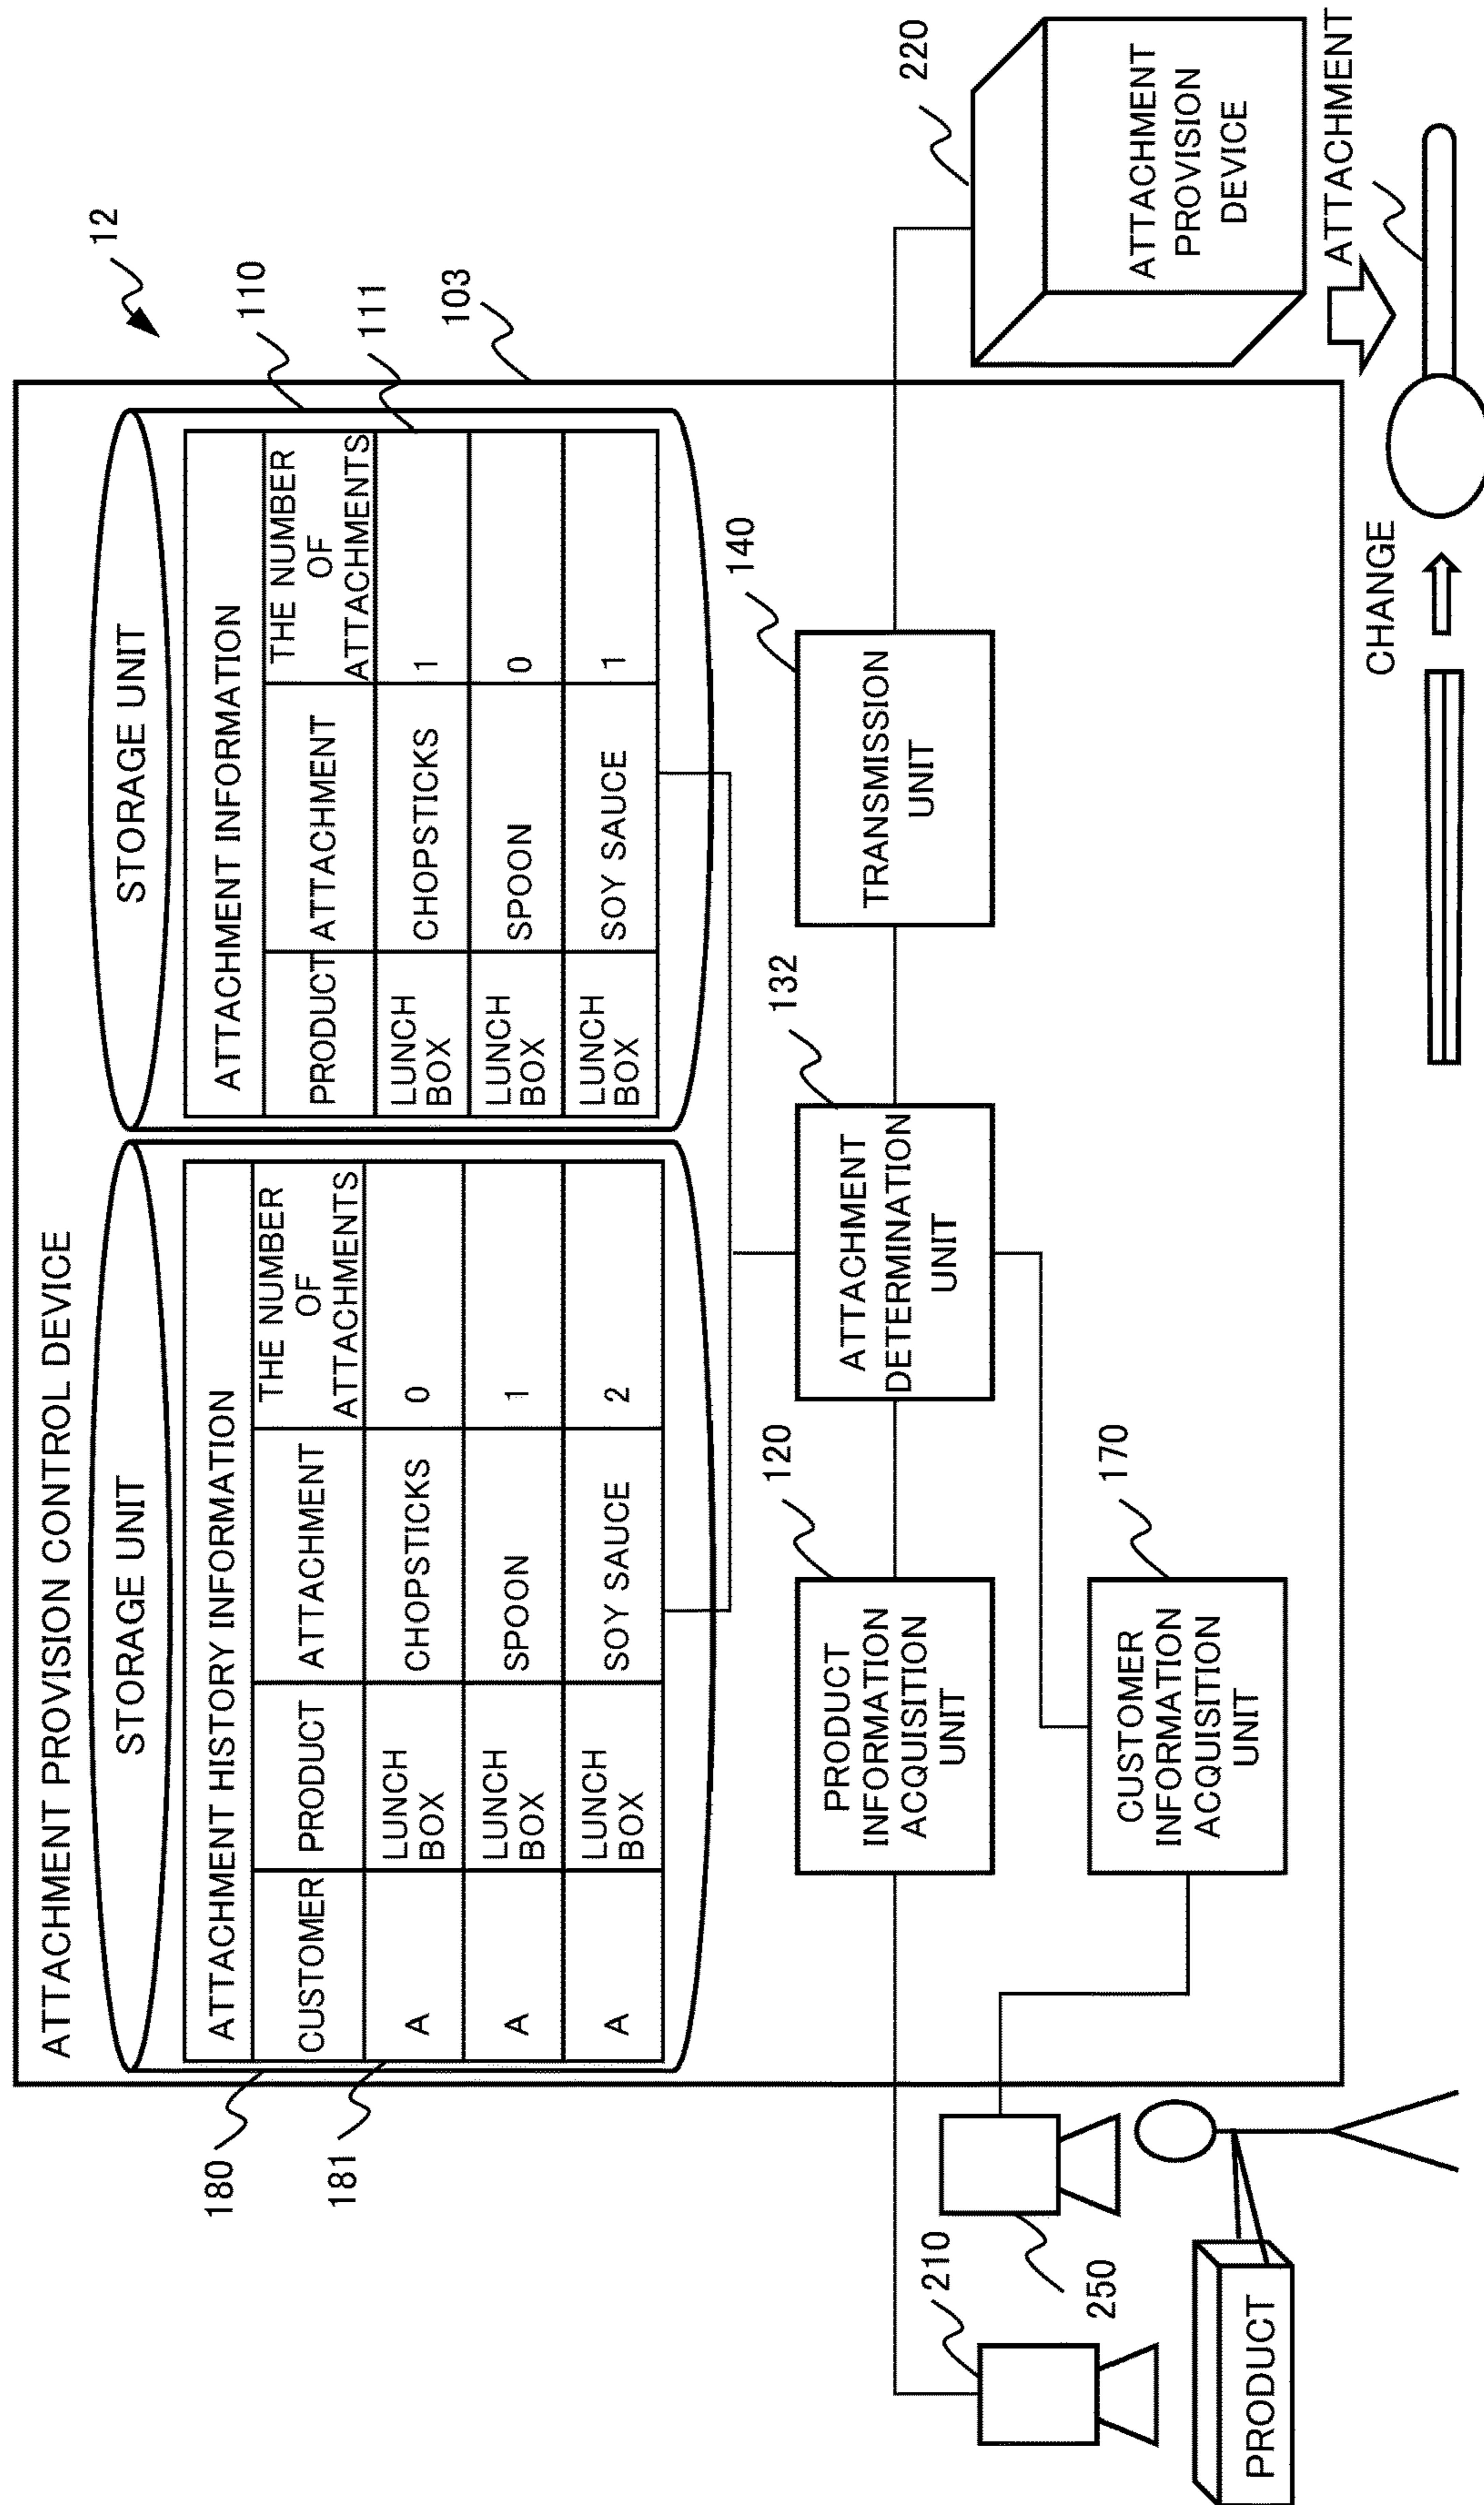 12
ATTACHMENT PROVISION CONTROL DEVICE
180
181
STORAGE UNIT
ATTACHMENT HISTORY INFORMATION
CUSTOMER PRODUCT ATTACHMENT THE NUMBER
OF
ATTACHMENTS
A LUNCH
BOX CHOPSTICKS 0
A LUNCH
BOX SPOON 1
A LUNCH
BOX SOY SAUCE 2
STORAGE UNIT
110
111
103
ATTACHMENT INFORMATION
PRODUCT ATTACHMENT THE NUMBER
OF
ATTACHMENTS
LUNCH
BOX CHOPSTICKS 1
LUNCH
BOX SPOON 0
LUNCH
BOX SOY SAUCE 1
210
250
PRODUCT
120
PRODUCT
INFORMATION
ACQUISITION
UNIT
132
ATTACHMENT
DETERMINATION
UNIT
140
TRANSMISSION
UNIT
170
CUSTOMER
INFORMATION
ACQUISITION
UNIT
220
ATTACHMENT
PROVISION
DEVICE
CHANGE
ATTACHMENT